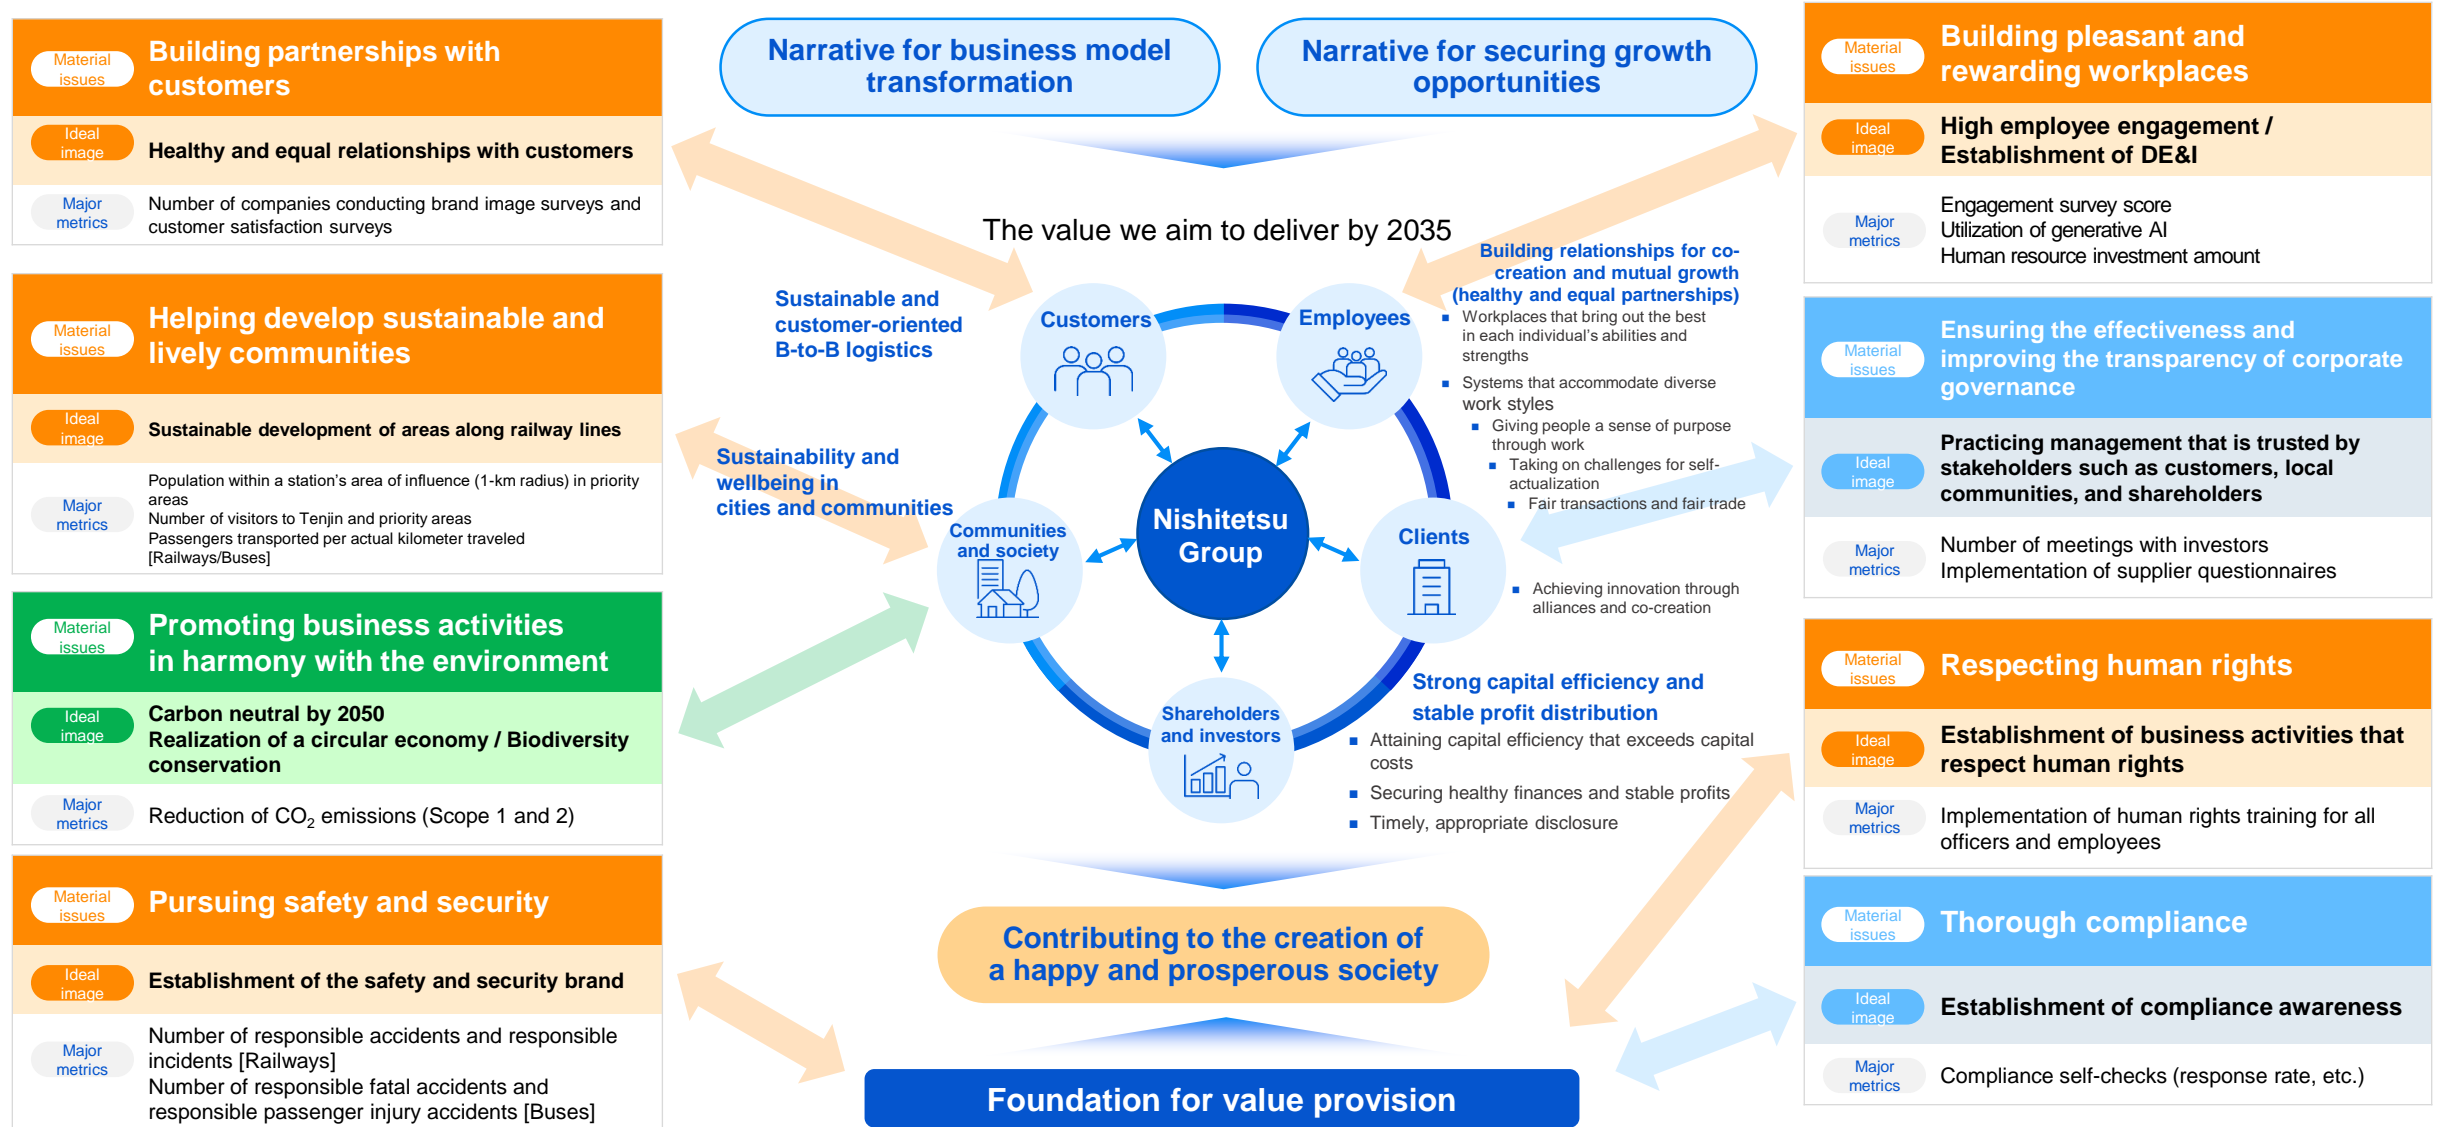 Material
issues
Building partnerships with
customers
Ideal
image
Healthy and equal relationships with customers
Major
metrics
Number of companies conducting brand image surveys and
customer satisfaction surveys
Material
issues
Helping develop sustainable and
lively communities
Ideal
image
Sustainable development of areas along railway lines
Major
metrics
Population within a station's area of influence (1-km radius) in priority
areas
Number of visitors to Tenjin and priority areas
Passengers transported per actual kilometer traveled
[Railways/Buses]
Material
issues
Promoting business activities
in harmony with the environment
Ideal
image
Carbon neutral by 2050
Realization of a circular economy / Biodiversity
conservation
Major
metrics
Reduction of CO2 emissions (Scope 1 and 2)
Material
issues
Pursuing safety and security
Ideal
image
Establishment of the safety and security brand
Major
metrics
Number of responsible accidents and responsible
incidents [Railways]
Number of responsible fatal accidents and
responsible passenger injury accidents [Buses]
Narrative for business model
transformation
Narrative for securing growth
opportunities
The value we aim to deliver by 2035
Sustainable and
customer-oriented
B-to-B logistics
Sustainability and
wellbeing in
cities and communities
Customers
Employees
Communities
and society
Nishitetsu
Group
Clients
Shareholders
and investors
Building relationships for co-
creation and mutual growth
(healthy and equal partnerships)
■ Workplaces that bring out the best
in each individual's abilities and
strengths
■ Systems that accommodate diverse
work styles
■ Giving people a sense of purpose
through work
■ Taking on challenges for self-
actualization
■ Fair transactions and fair trade
■ Achieving innovation through
alliances and co-creation
Strong capital efficiency and
stable profit distribution
■ Attaining capital efficiency that exceeds capital
costs
■ Securing healthy finances and stable profits
■ Timely, appropriate disclosure
Contributing to the creation of
a happy and prosperous society
Foundation for value provision
Material
issues
Building pleasant and
rewarding workplaces
Ideal
image
High employee engagement /
Establishment of DE&I
Major
metrics
Engagement survey score
Utilization of generative AI
Human resource investment amount
Material
issues
Ensuring the effectiveness and
improving the transparency of corporate
governance
Ideal
image
Practicing management that is trusted by
stakeholders such as customers, local
communities, and shareholders
Major
metrics
Number of meetings with investors
Implementation of supplier questionnaires
Material
issues
Respecting human rights
Ideal
image
Establishment of business activities that
respect human rights
Major
metrics
Implementation of human rights training for all
officers and employees
Material
issues
Thorough compliance
Ideal
image
Establishment of compliance awareness
Major
metrics
Compliance self-checks (response rate, etc.)